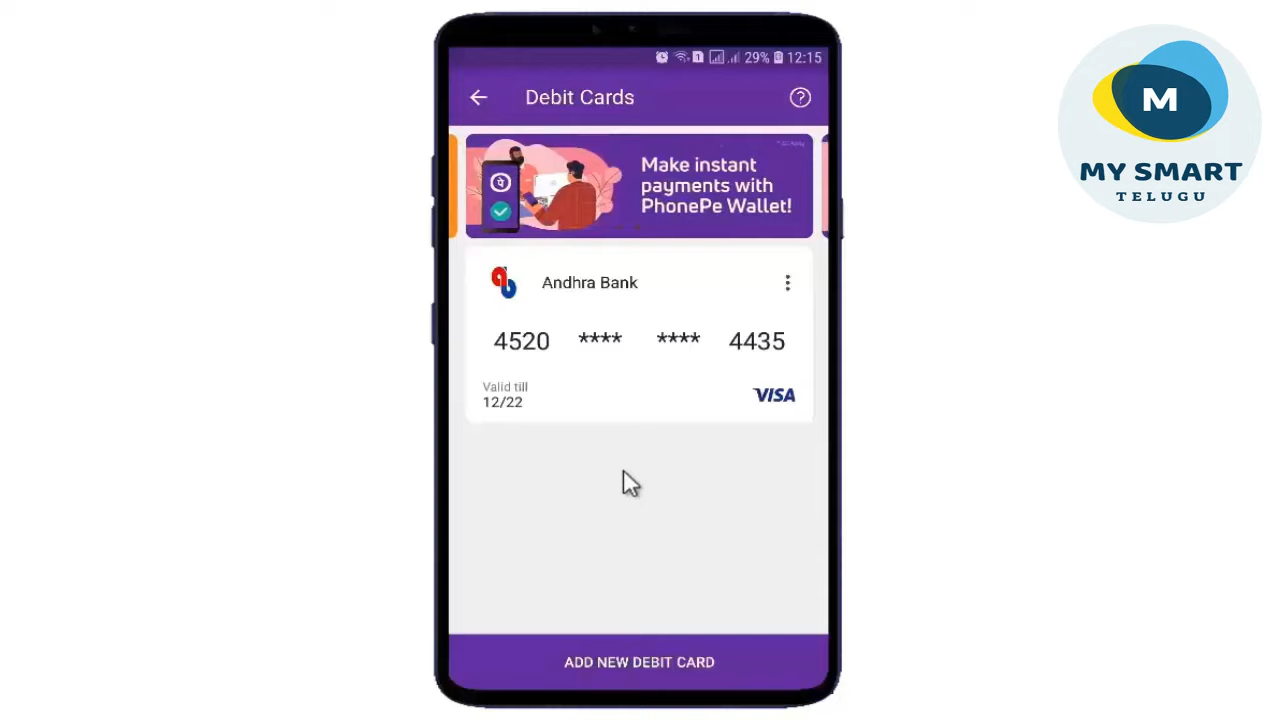 29% 12:15
Debit Cards
Make instant
payments with
PhonePe Wallet!
Andhra Bank
4520 **** **** 4435
Valid till
12/22
VISA
ADD NEW DEBIT CARD
M
MY SMART
TELUGU